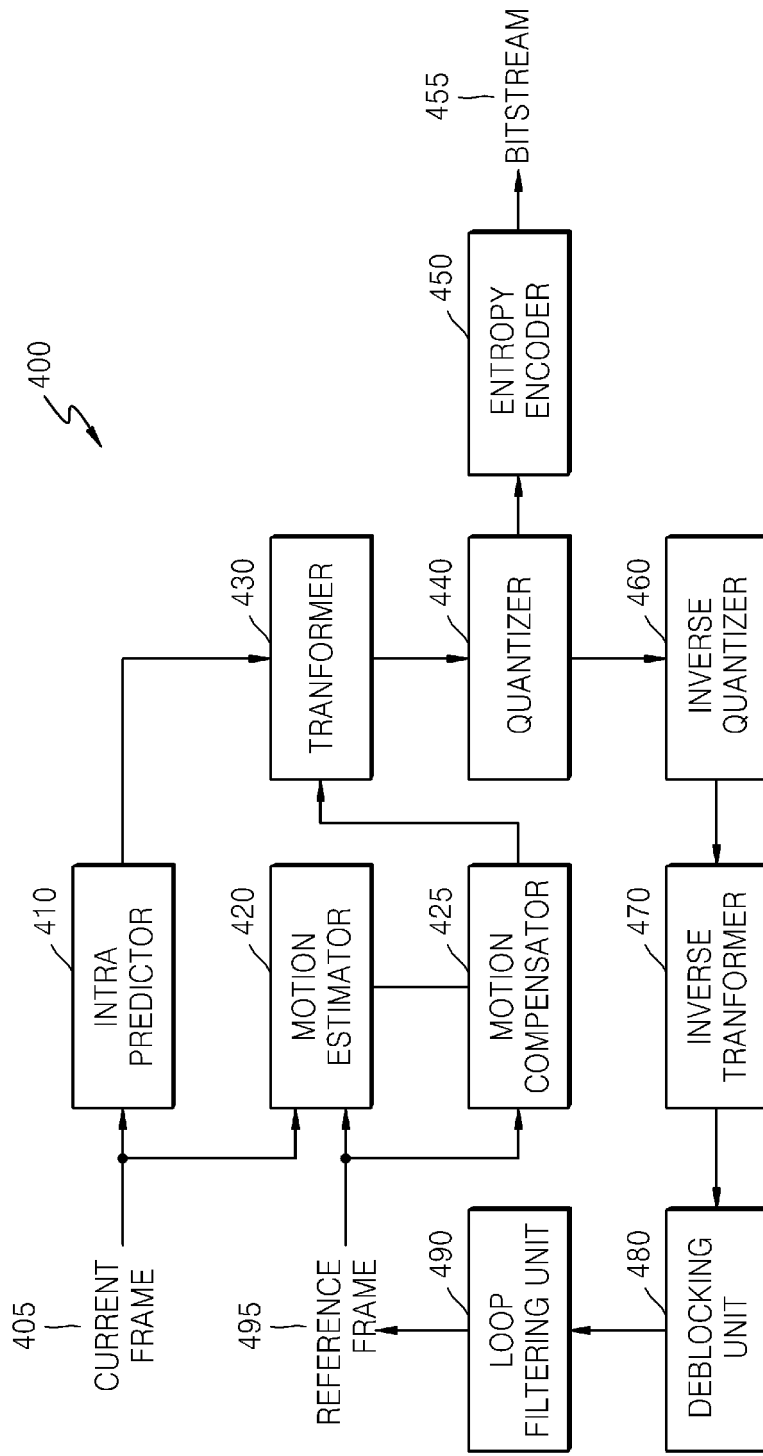 400
405
CURRENT
FRAME
410
INTRA
PREDICTOR
495
REFERENCE
FRAME
420
MOTION
ESTIMATOR
430
TRANFORMER
425
MOTION
COMPENSATOR
440
QUANTIZER
450
ENTROPY
ENCODER
455
BITSTREAM
490
LOOP
FILTERING UNIT
480
DEBLOCKING
UNIT
470
INVERSE
TRANFORMER
460
INVERSE
QUANTIZER